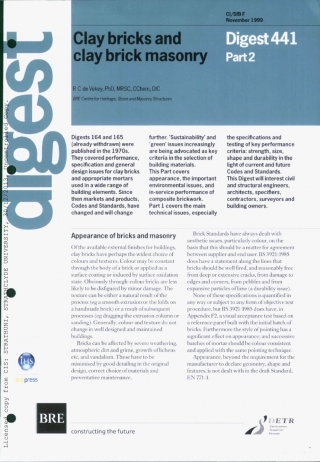 CI/SfB F
November 1999
Clay bricks and
clay brick masonry
Digest 441
Part 2
digest
BRE Centre for Heritage, Stone and Masonry Structures
Digests 164 and 165
(already withdrawn) were
published in the 1970s.
They covered performance,
specification and general
design issues for clay bricks
and appropriate mortars
used in a wide range of
building elements. Since
then markets and products,
Codes and Standards, have
changed and will change
further. 'Sustainability' and
'green' issues increasingly
are being advocated as key
criteria in the selection of
building materials.
This Part covers
appearance, the important
environmental issues, and
in-service performance of
composite brickwork.
Part 1 covers the main
technical issues, especially
the specifications and
testing of key performance
criteria: strength, size,
shape and durability in the
light of current and future
Codes and Standards.
This Digest will interest civil
and structural engineers,
architects, specifiers,
contractors, surveyors and
building owners.
Appearance of bricks and masonry
Of the available external finishes for buildings,
clay bricks have perhaps the widest choice of
colours and textures. Colour may be constant
through the body of a brick or applied as a
surface coating or induced by surface oxidation
state. Obviously through-colour bricks are less
likely to be disfigured by minor damage. The
texture can be either a natural result of the
process (eg a smooth extrusion or the folds on
a handmade brick) or a result of subsequent
processes (eg dragging the extrusion column or
sanding). Generally, colour and texture do not
change in well designed and maintained
buildings.
Bricks can be affected by severe weathering,
atmospheric dirt and grime, growth of lichens
etc, and vandalism. These have to be
minimised by good detailing in the original
design, correct choice of materials and
preventative maintenance.
Brick Standards have always dealt with
aesthetic issues, particularly colour, on the
basis that this should be a matter for agreement
between supplier and end user. BS 3921:1985
does have a statement along the lines that
bricks should be well fired, and reasonably free
from deep or extensive cracks, from damage to
edges and corners, from pebbles and from
expansive particles of lime (a durability issue).
None of these specifications is quantified in
any way or subject to any form of objective test
procedure, but BS 3921:1985 does have, in
Appendix F2, a visual acceptance test based on
a reference panel built with the initial batch of
bricks. Furthermore the style of pointing has a
significant effect on appearance, and successive
batches of mortar should be colour consistent
and applied with the same pointing technique.
Appearance, beyond the requirement for the
manufacturer to declare geometry, shape and
features, is not dealt with in the draft Standard,
EN 771-1.
IHS
BRE
constructing the future
DETR